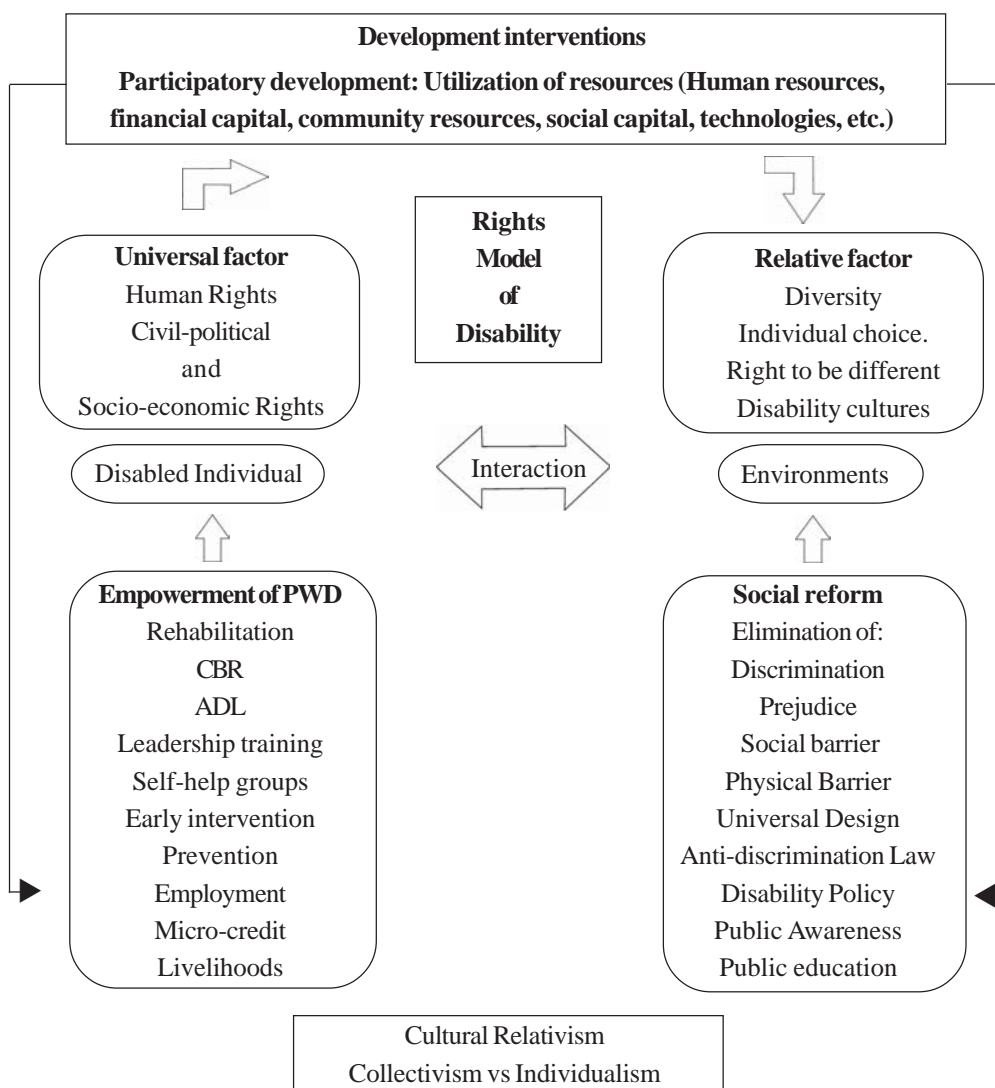 Development interventions
Participatory development: Utilization of resources (Human resources,
financial capital, community resources, social capital, technologies, etc.)
Rights
Model
of
Disability
Universal factor
Human Rights
Civil-political
and
Socio-economic Rights
Relative factor
Diversity
Individual choice.
Right to be different
Disability cultures
Disabled Individual
Interaction
Environments
Empowerment of PWD
Rehabilitation
CBR
ADL
Leadership training
Self-help groups
Early intervention
Prevention
Employment
Micro-credit
Livelihoods
Social reform
Elimination of:
Discrimination
Prejudice
Social barrier
Physical Barrier
Universal Design
Anti-discrimination Law
Disability Policy
Public Awareness
Public education
Cultural Relativism
Collectivism vs Individualism